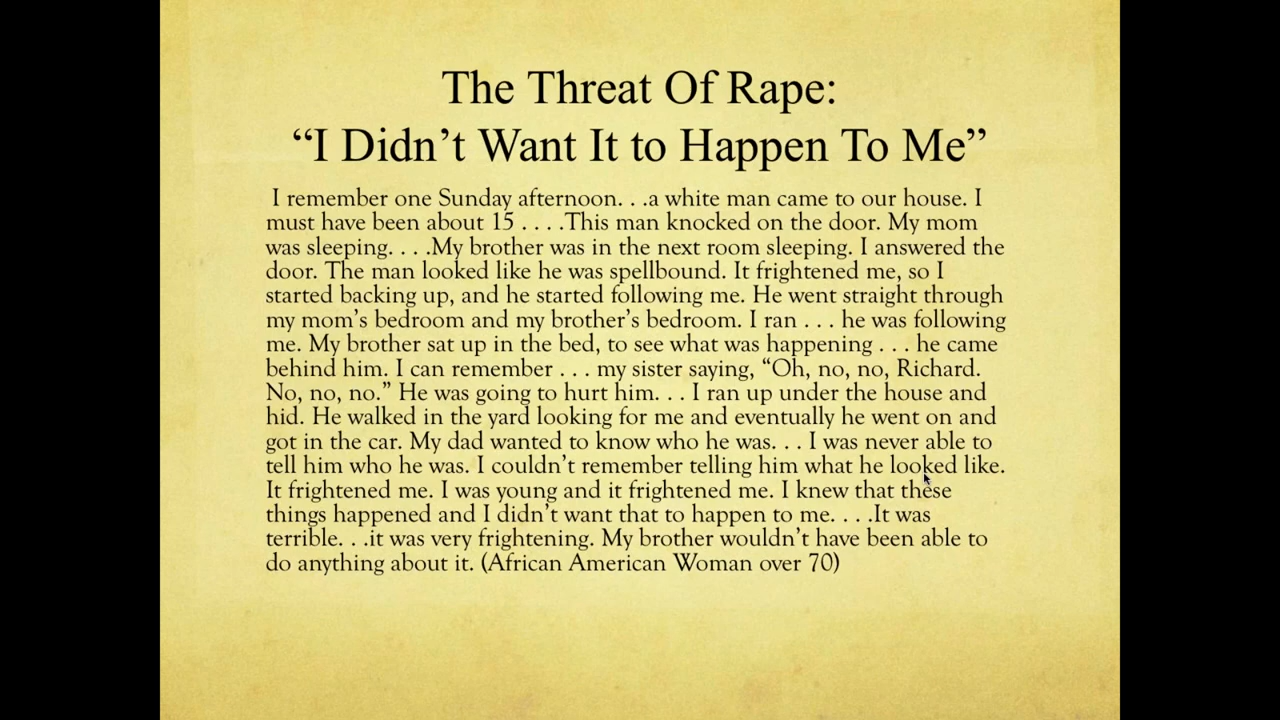 The Threat Of Rape:
“I Didn’t Want It to Happen To Me”
I remember one Sunday afternoon. . .a white man came to our house. I
must have been about 15 . . . .This man knocked on the door. My mom
was sleeping. . . .My brother was in the next room sleeping. I answered the
door. The man looked like he was spellbound. It frightened me, so I
started backing up, and he started following me. He went straight through
my mom’s bedroom and my brother’s bedroom. I ran . . . he was following
me. My brother sat up in the bed, to see what was happening . . . he came
behind him. I can remember . . . my sister saying, “Oh, no, no, Richard.
No, no, no.” He was going to hurt him. . . I ran up under the house and
hid. He walked in the yard looking for me and eventually he went on and
got in the car. My dad wanted to know who he was. . . I was never able to
tell him who he was. I couldn’t remember telling him what he looked like.
It frightened me. I was young and it frightened me. I knew that these
things happened and I didn’t want that to happen to me. . . .It was
terrible. . .it was very frightening. My brother wouldn’t have been able to
do anything about it. (African American Woman over 70)